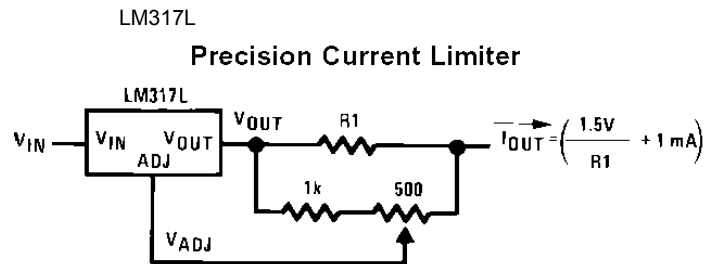 LM317L
Precision Current Limiter
LM317L
VIN
VIN
VOUT
ADJ
VOUT
R1
IOUT = (1.5V
R1
+ 1 mA)
1k
500
VADJ